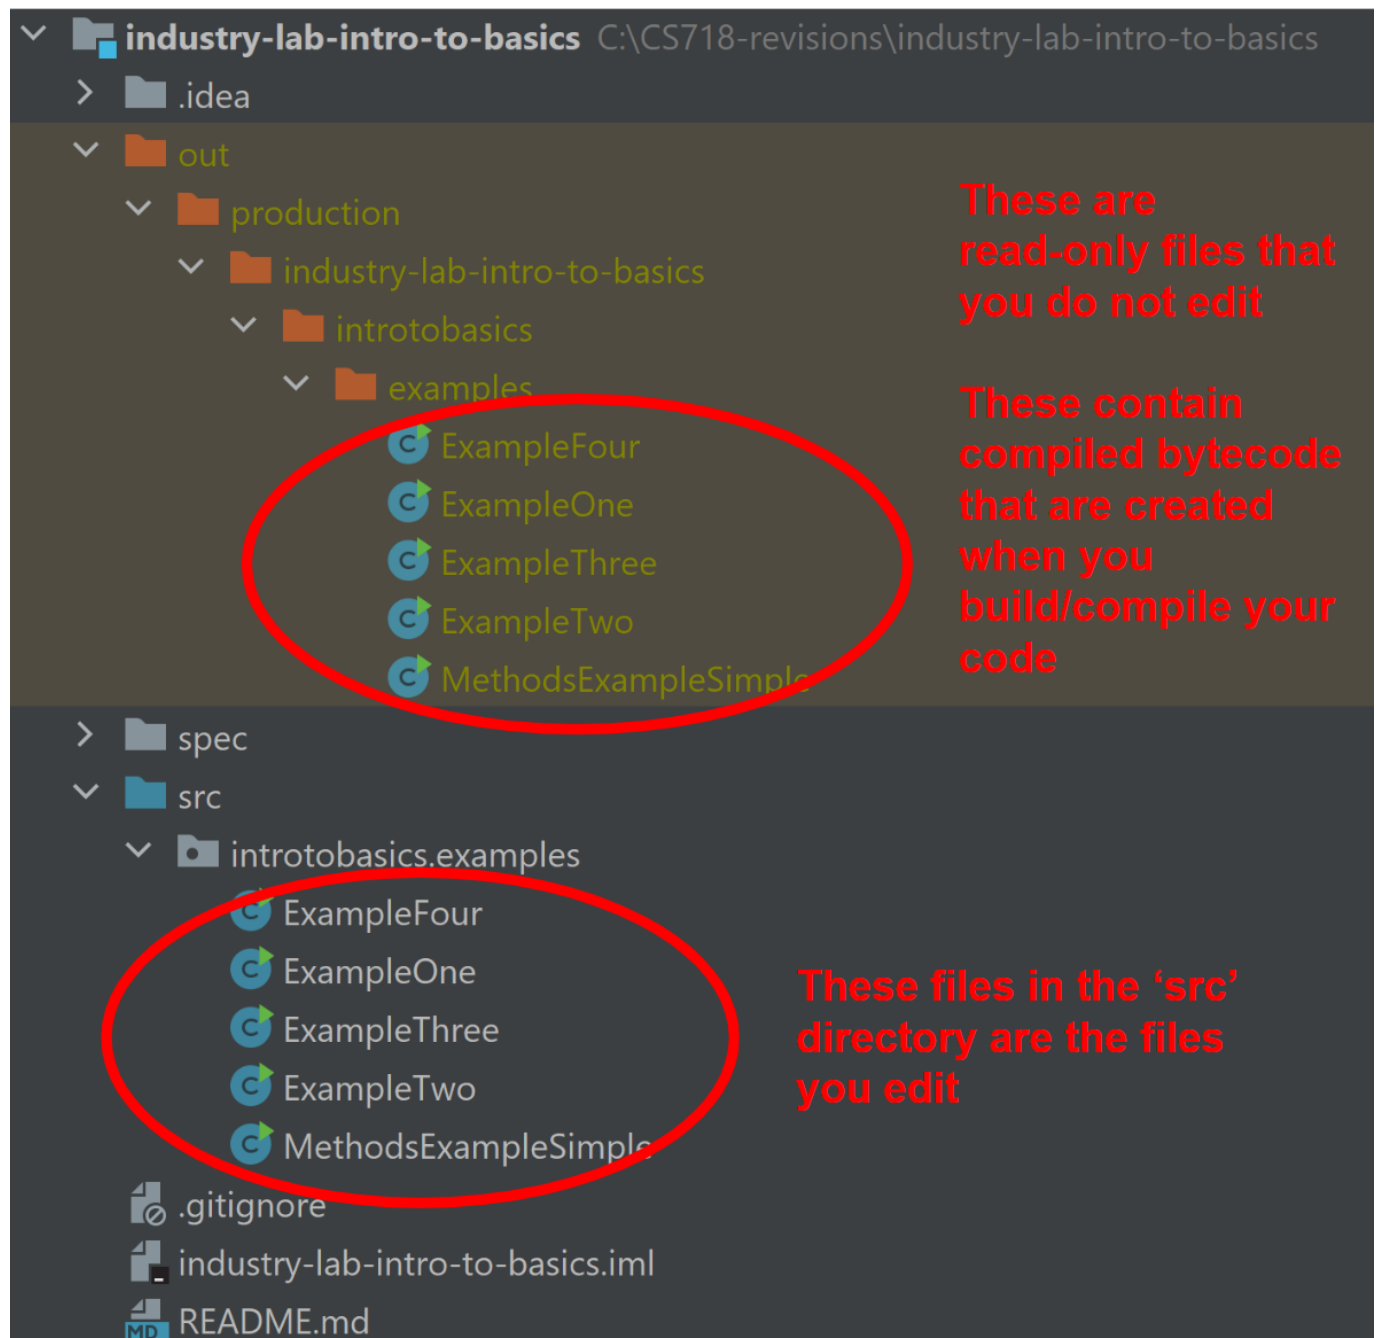 industry-lab-intro-to-basics C:\CS718-revisions\industry-lab-intro-to-basics
.idea
out
production
industry-lab-intro-to-basics
introtobasics
examples
ExampleFour
ExampleOne
ExampleThree
ExampleTwo
MethodsExampleSimple
These are
read-only files that
you do not edit
These contain
compiled bytecode
that are created
when you
build/compile your
code
spec
src
introtobasics.examples
ExampleFour
ExampleOne
ExampleThree
ExampleTwo
MethodsExampleSimple
These files in the ‘src’
directory are the files
you edit
.gitignore
industry-lab-intro-to-basics.iml
README.md